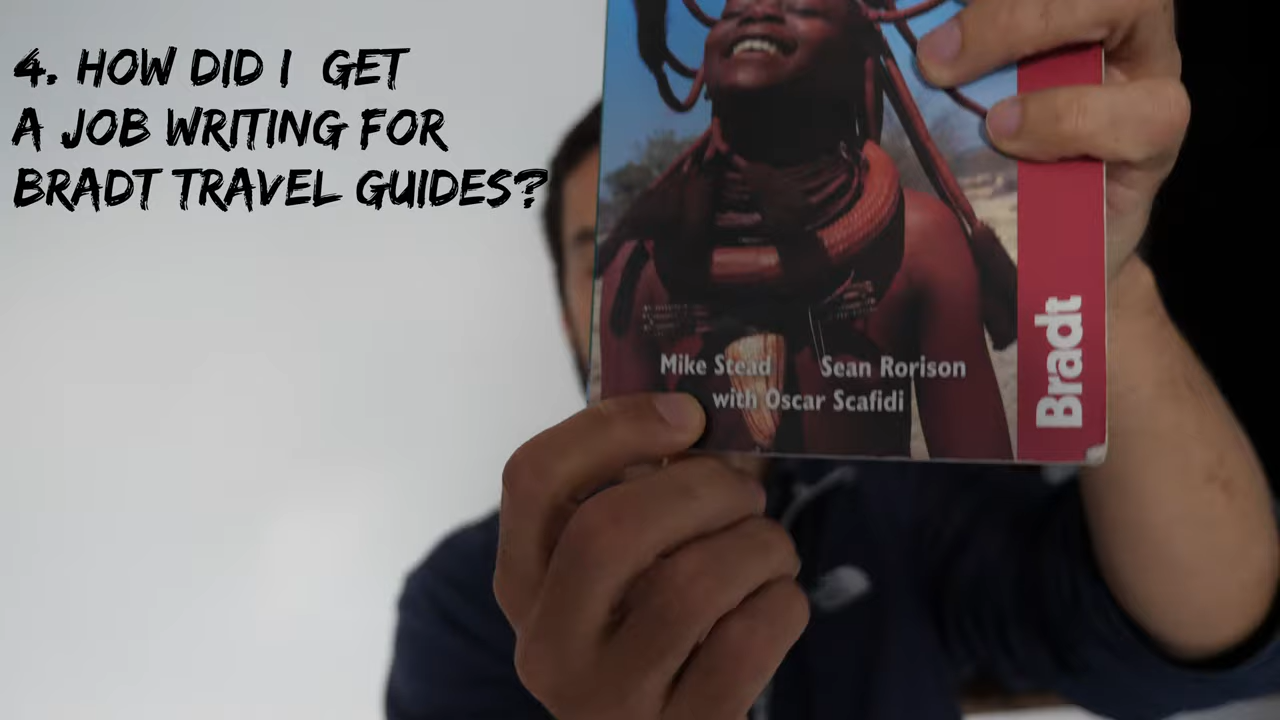 4. HOW DID I GET
A JOB WRITING FOR
BRADT TRAVEL GUIDES?
Mike Stead Sean Rorison
with Oscar Scafidi
Bradt